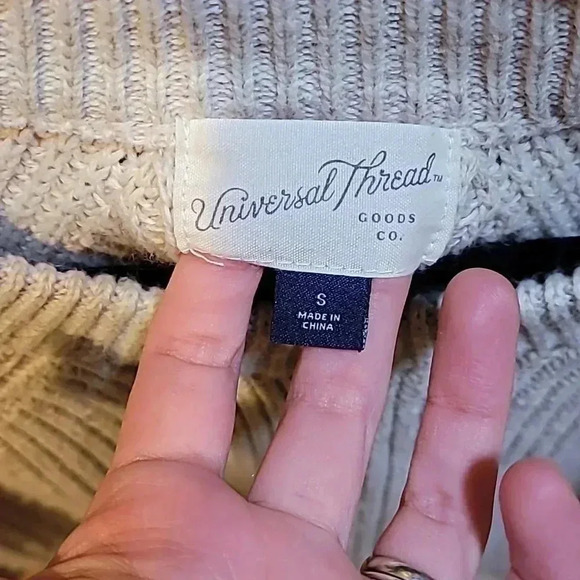 Universal Thread™
GOODS
CO.
S
MADE IN
CHINA